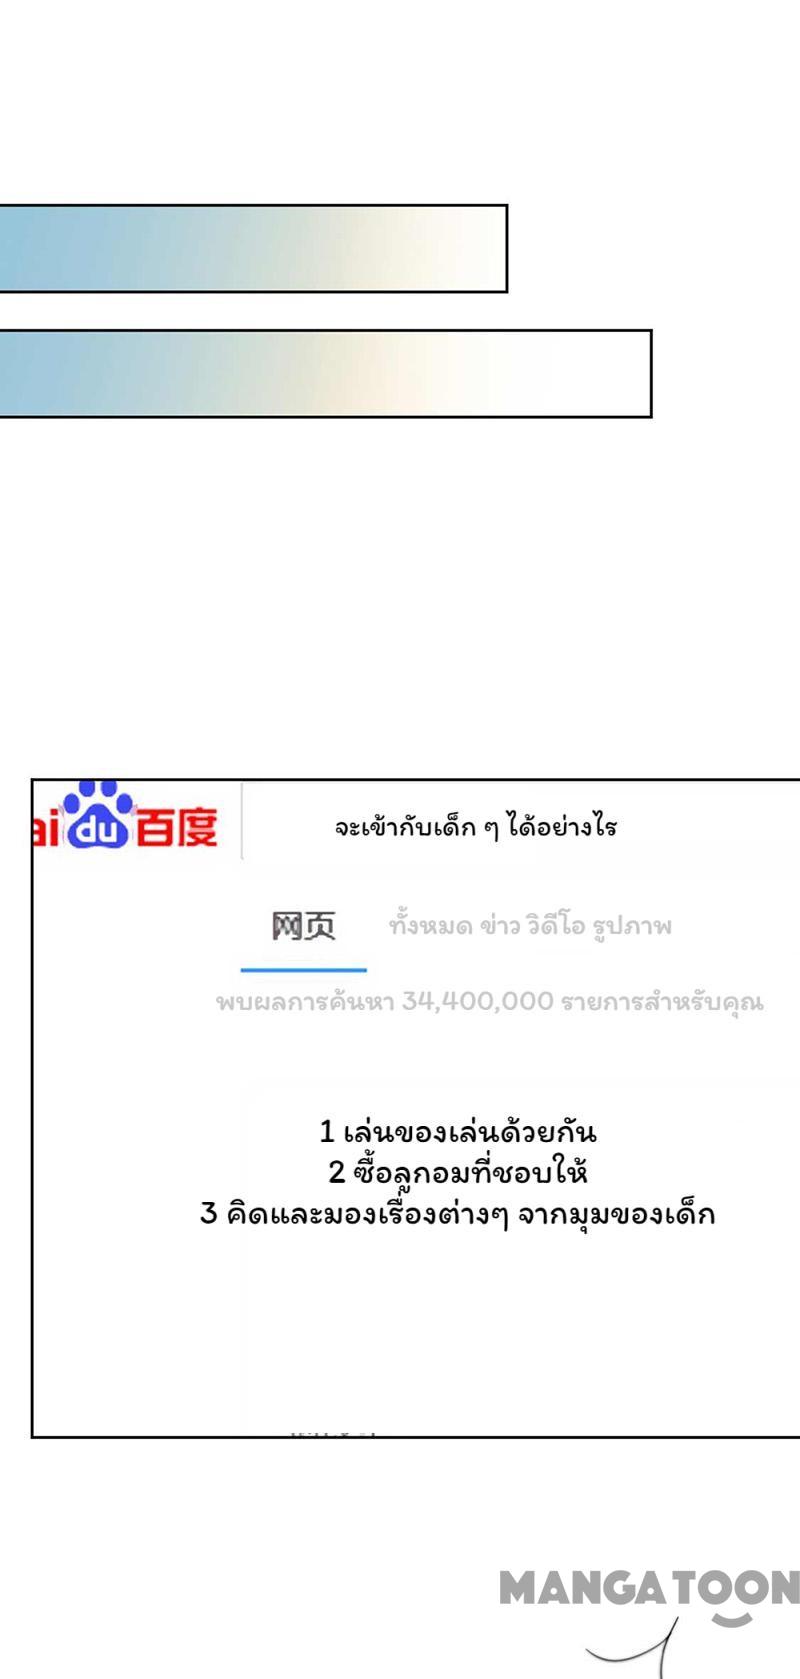 ai du 百度
จะเข้ากับเด็ก ๆ ได้อย่างไร
网页 ทั้งหมด ข่าว วิดีโอ รูปภาพ
พบผลการค้นหา 34,400,000 รายการสำหรับคุณ
1 เล่นของเล่นด้วยกัน
2 ซื้อลูกอมที่ชอบให้
3 คิดและมองเรื่องต่างๆ จากมุมของเด็ก
MANGATOON